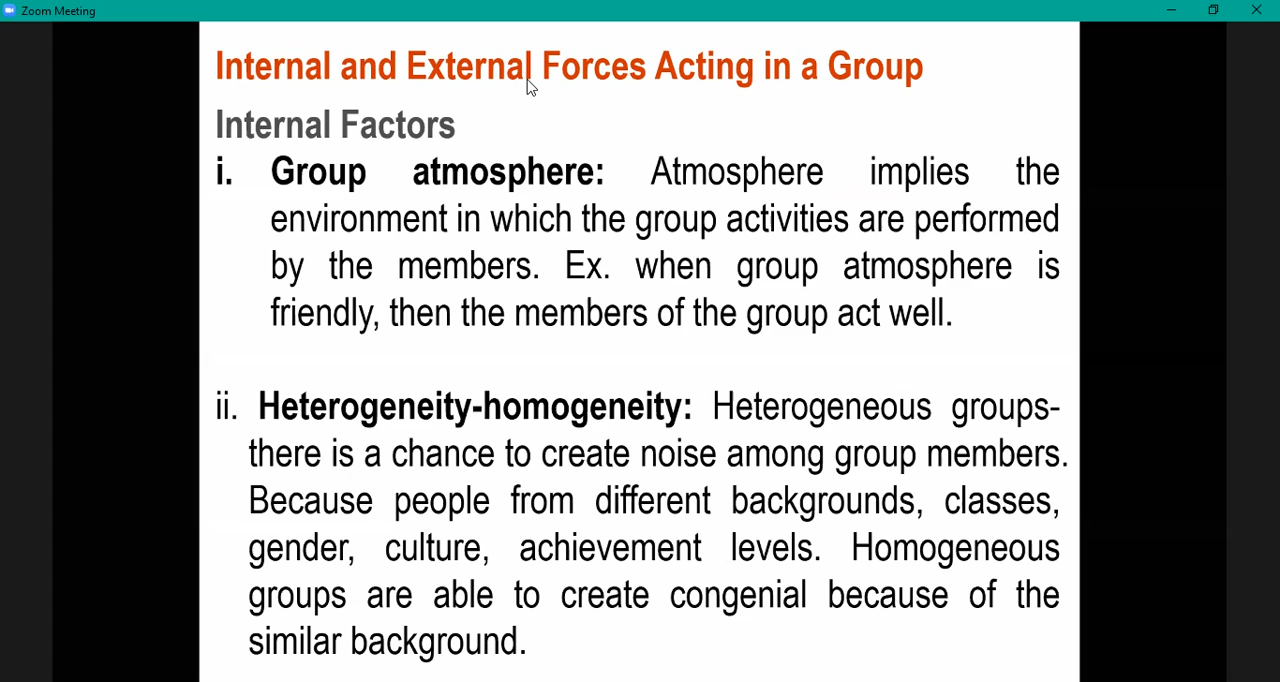 Zoom Meeting
Internal and External Forces Acting in a Group
Internal Factors
i. Group atmosphere: Atmosphere implies the
environment in which the group activities are performed
by the members. Ex. when group atmosphere is
friendly, then the members of the group act well.
ii. Heterogeneity-homogeneity: Heterogeneous groups-
there is a chance to create noise among group members.
Because people from different backgrounds, classes,
gender, culture, achievement levels. Homogeneous
groups are able to create congenial because of the
similar background.